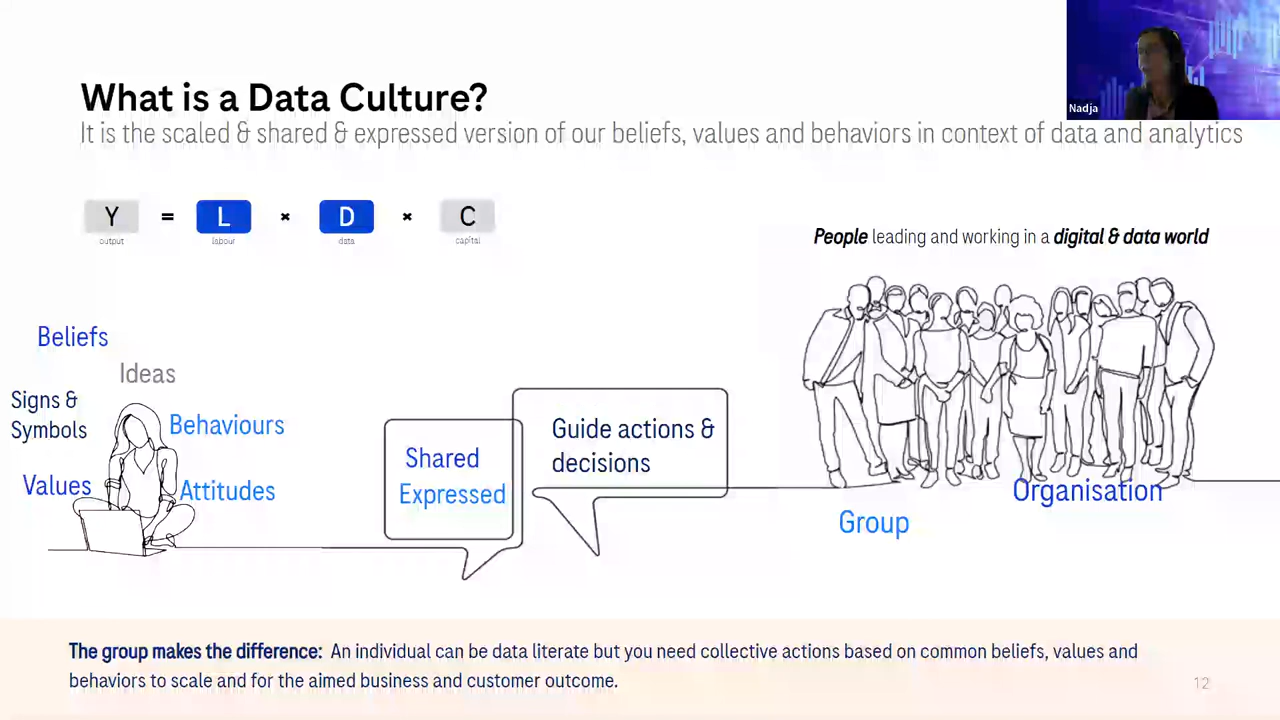 Nadja
What is a Data Culture?
It is the scaled & shared & expressed version of our beliefs, values and behaviors in context of data and analytics
Y = L × D × C
output labour data capital
People leading and working in a digital & data world
Beliefs
Ideas
Signs &
Symbols
Behaviours
Values
Attitudes
Shared
Expressed
Guide actions &
decisions
Organisation
Group
The group makes the difference: An individual can be data literate but you need collective actions based on common beliefs, values and
behaviors to scale and for the aimed business and customer outcome.
12